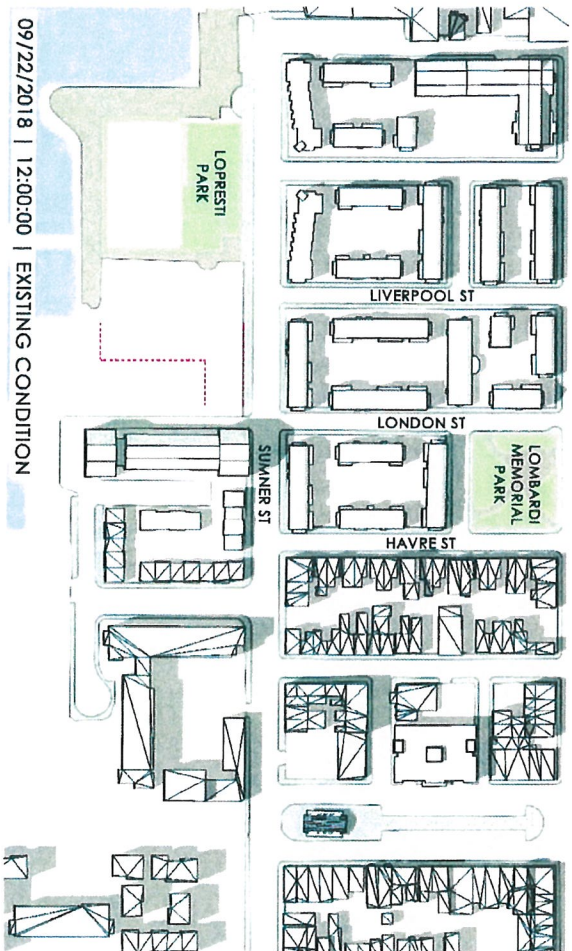 LOPRESTI
PARK
LIVERPOOL ST
LONDON ST
LOMBARDI
MEMORIAL
PARK
SUMNER ST
HAVRE ST
09/22/2018 | 12:00:00 | EXISTING CONDITION